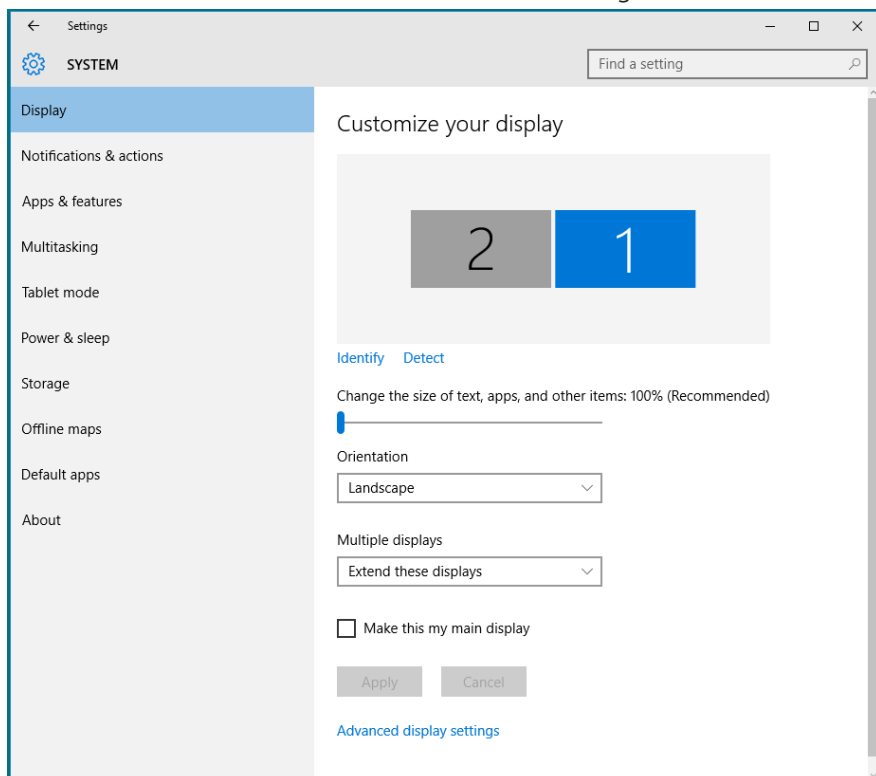 Settings
SYSTEM
Find a setting
Display
Notifications & actions
Apps & features
Multitasking
Tablet mode
Power & sleep
Storage
Offline maps
Default apps
About
Customize your display
2 1
Identify Detect
Change the size of text, apps, and other items: 100% (Recommended)
Orientation
Landscape
Multiple displays
Extend these displays
Make this my main display
Apply Cancel
Advanced display settings